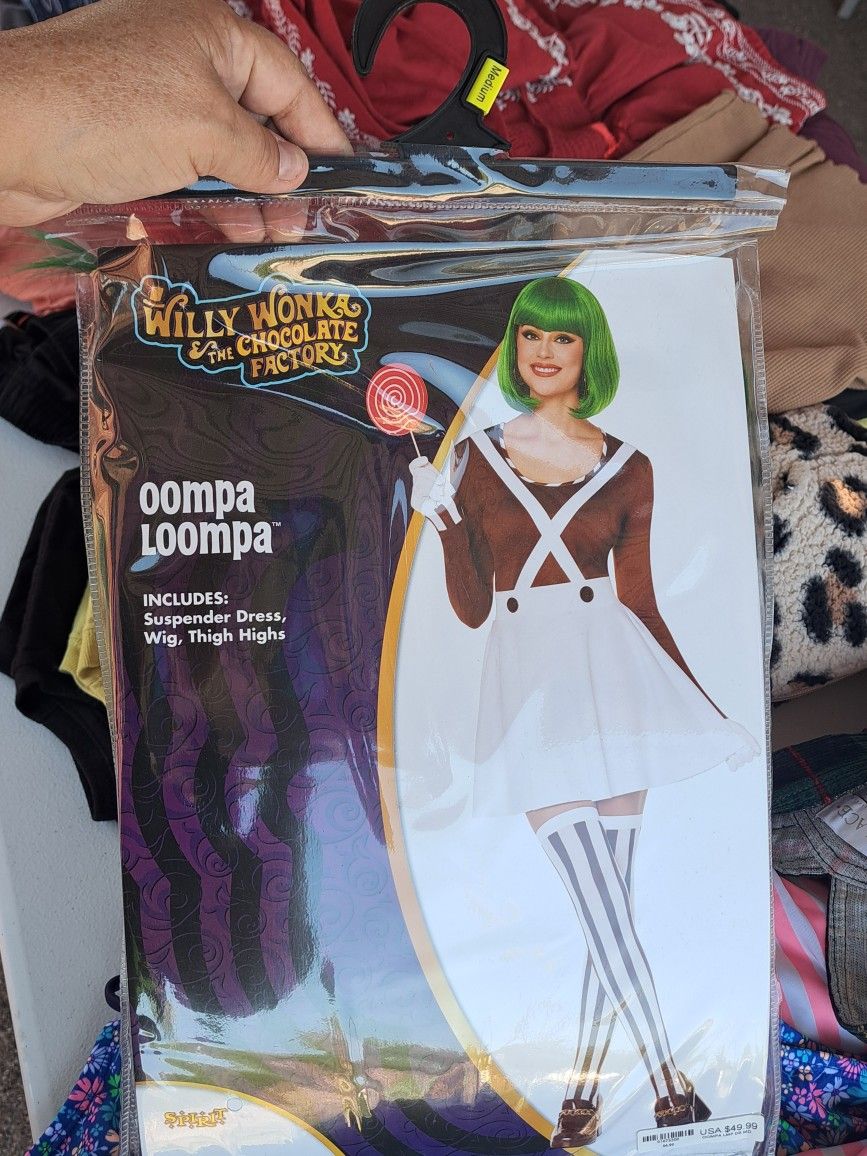 Medium
WILLY WONKA
& THE CHOCOLATE
FACTORY
OOMPA
LOOMPA™
INCLUDES:
Suspender Dress,
Wig, Thigh Highs
SPIRIT
USA $49.99